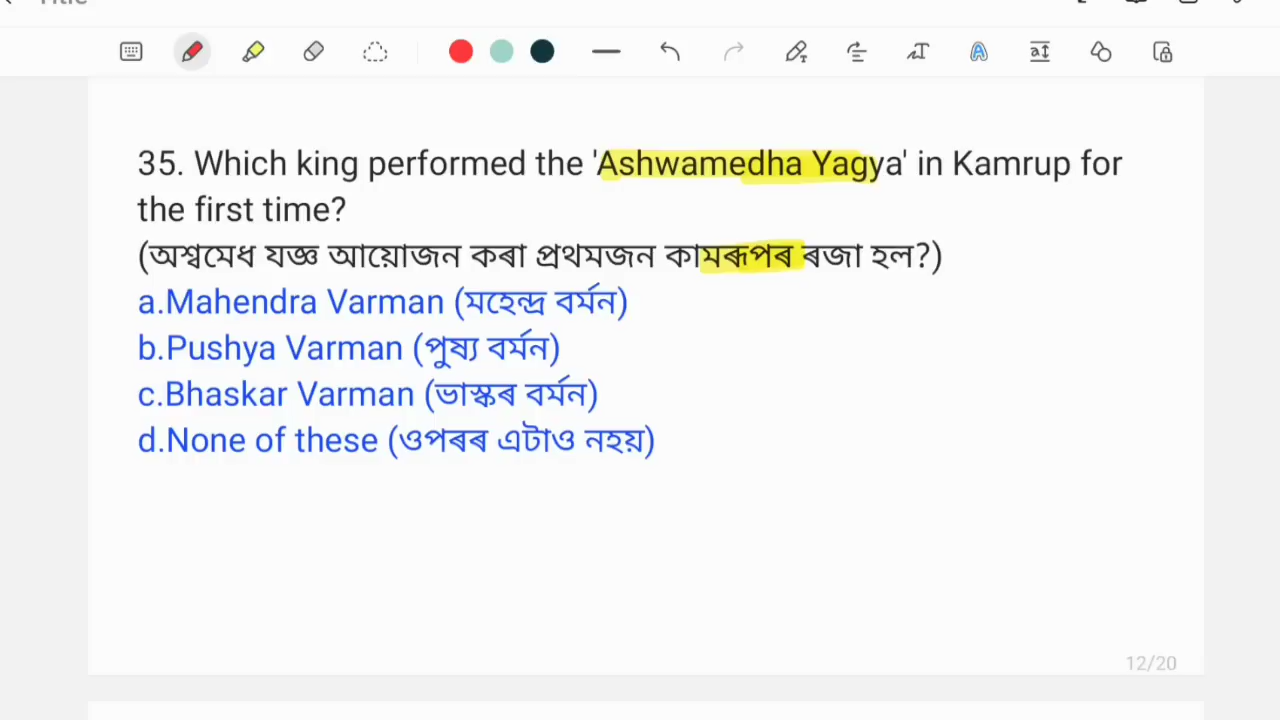 Title
35. Which king performed the 'Ashwamedha Yagya' in Kamrup for
the first time?
(অশ্বমেধ যজ্ঞ আয়োজন কৰা প্ৰথমজন কামৰূপৰ ৰজা হল?)
a.Mahendra Varman (মহেন্দ্ৰ বৰ্মন)
b.Pushya Varman (পুষ্য বৰ্মন)
c.Bhaskar Varman (ভাস্কৰ বৰ্মন)
d.None of these (ওপৰৰ এটাও নহয়)
12/20